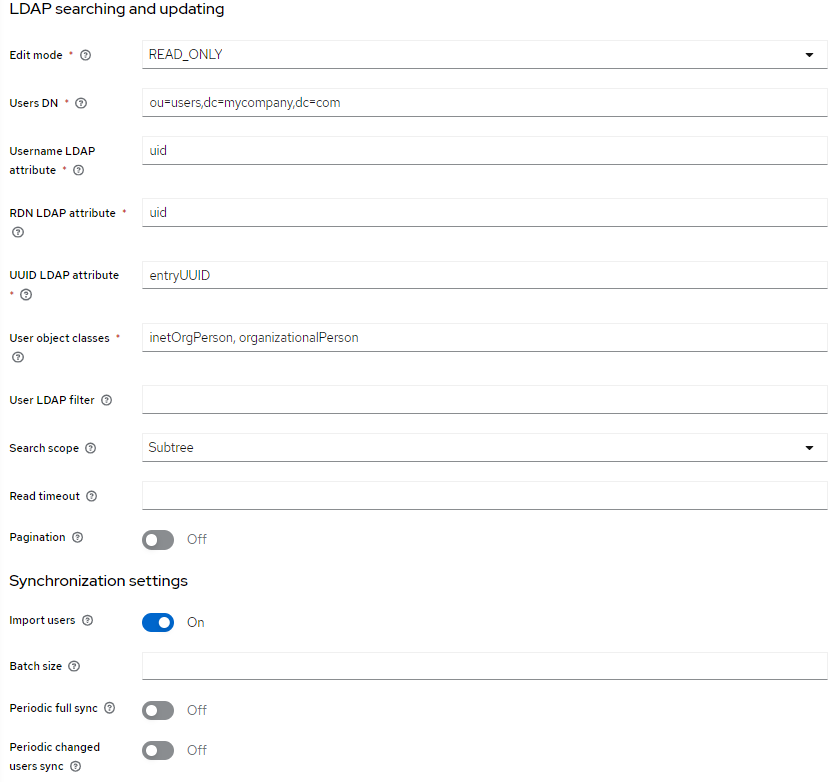 LDAP searching and updating
Edit mode * READ_ONLY
Users DN * ou=users,dc=mycompany,dc=com
Username LDAP
attribute * uid
RDN LDAP attribute * uid
UUID LDAP attribute
* entryUUID
User object classes * inetOrgPerson, organizationalPerson
User LDAP filter
Search scope Subtree
Read timeout
Pagination Off
Synchronization settings
Import users On
Batch size
Periodic full sync Off
Periodic changed
users sync Off